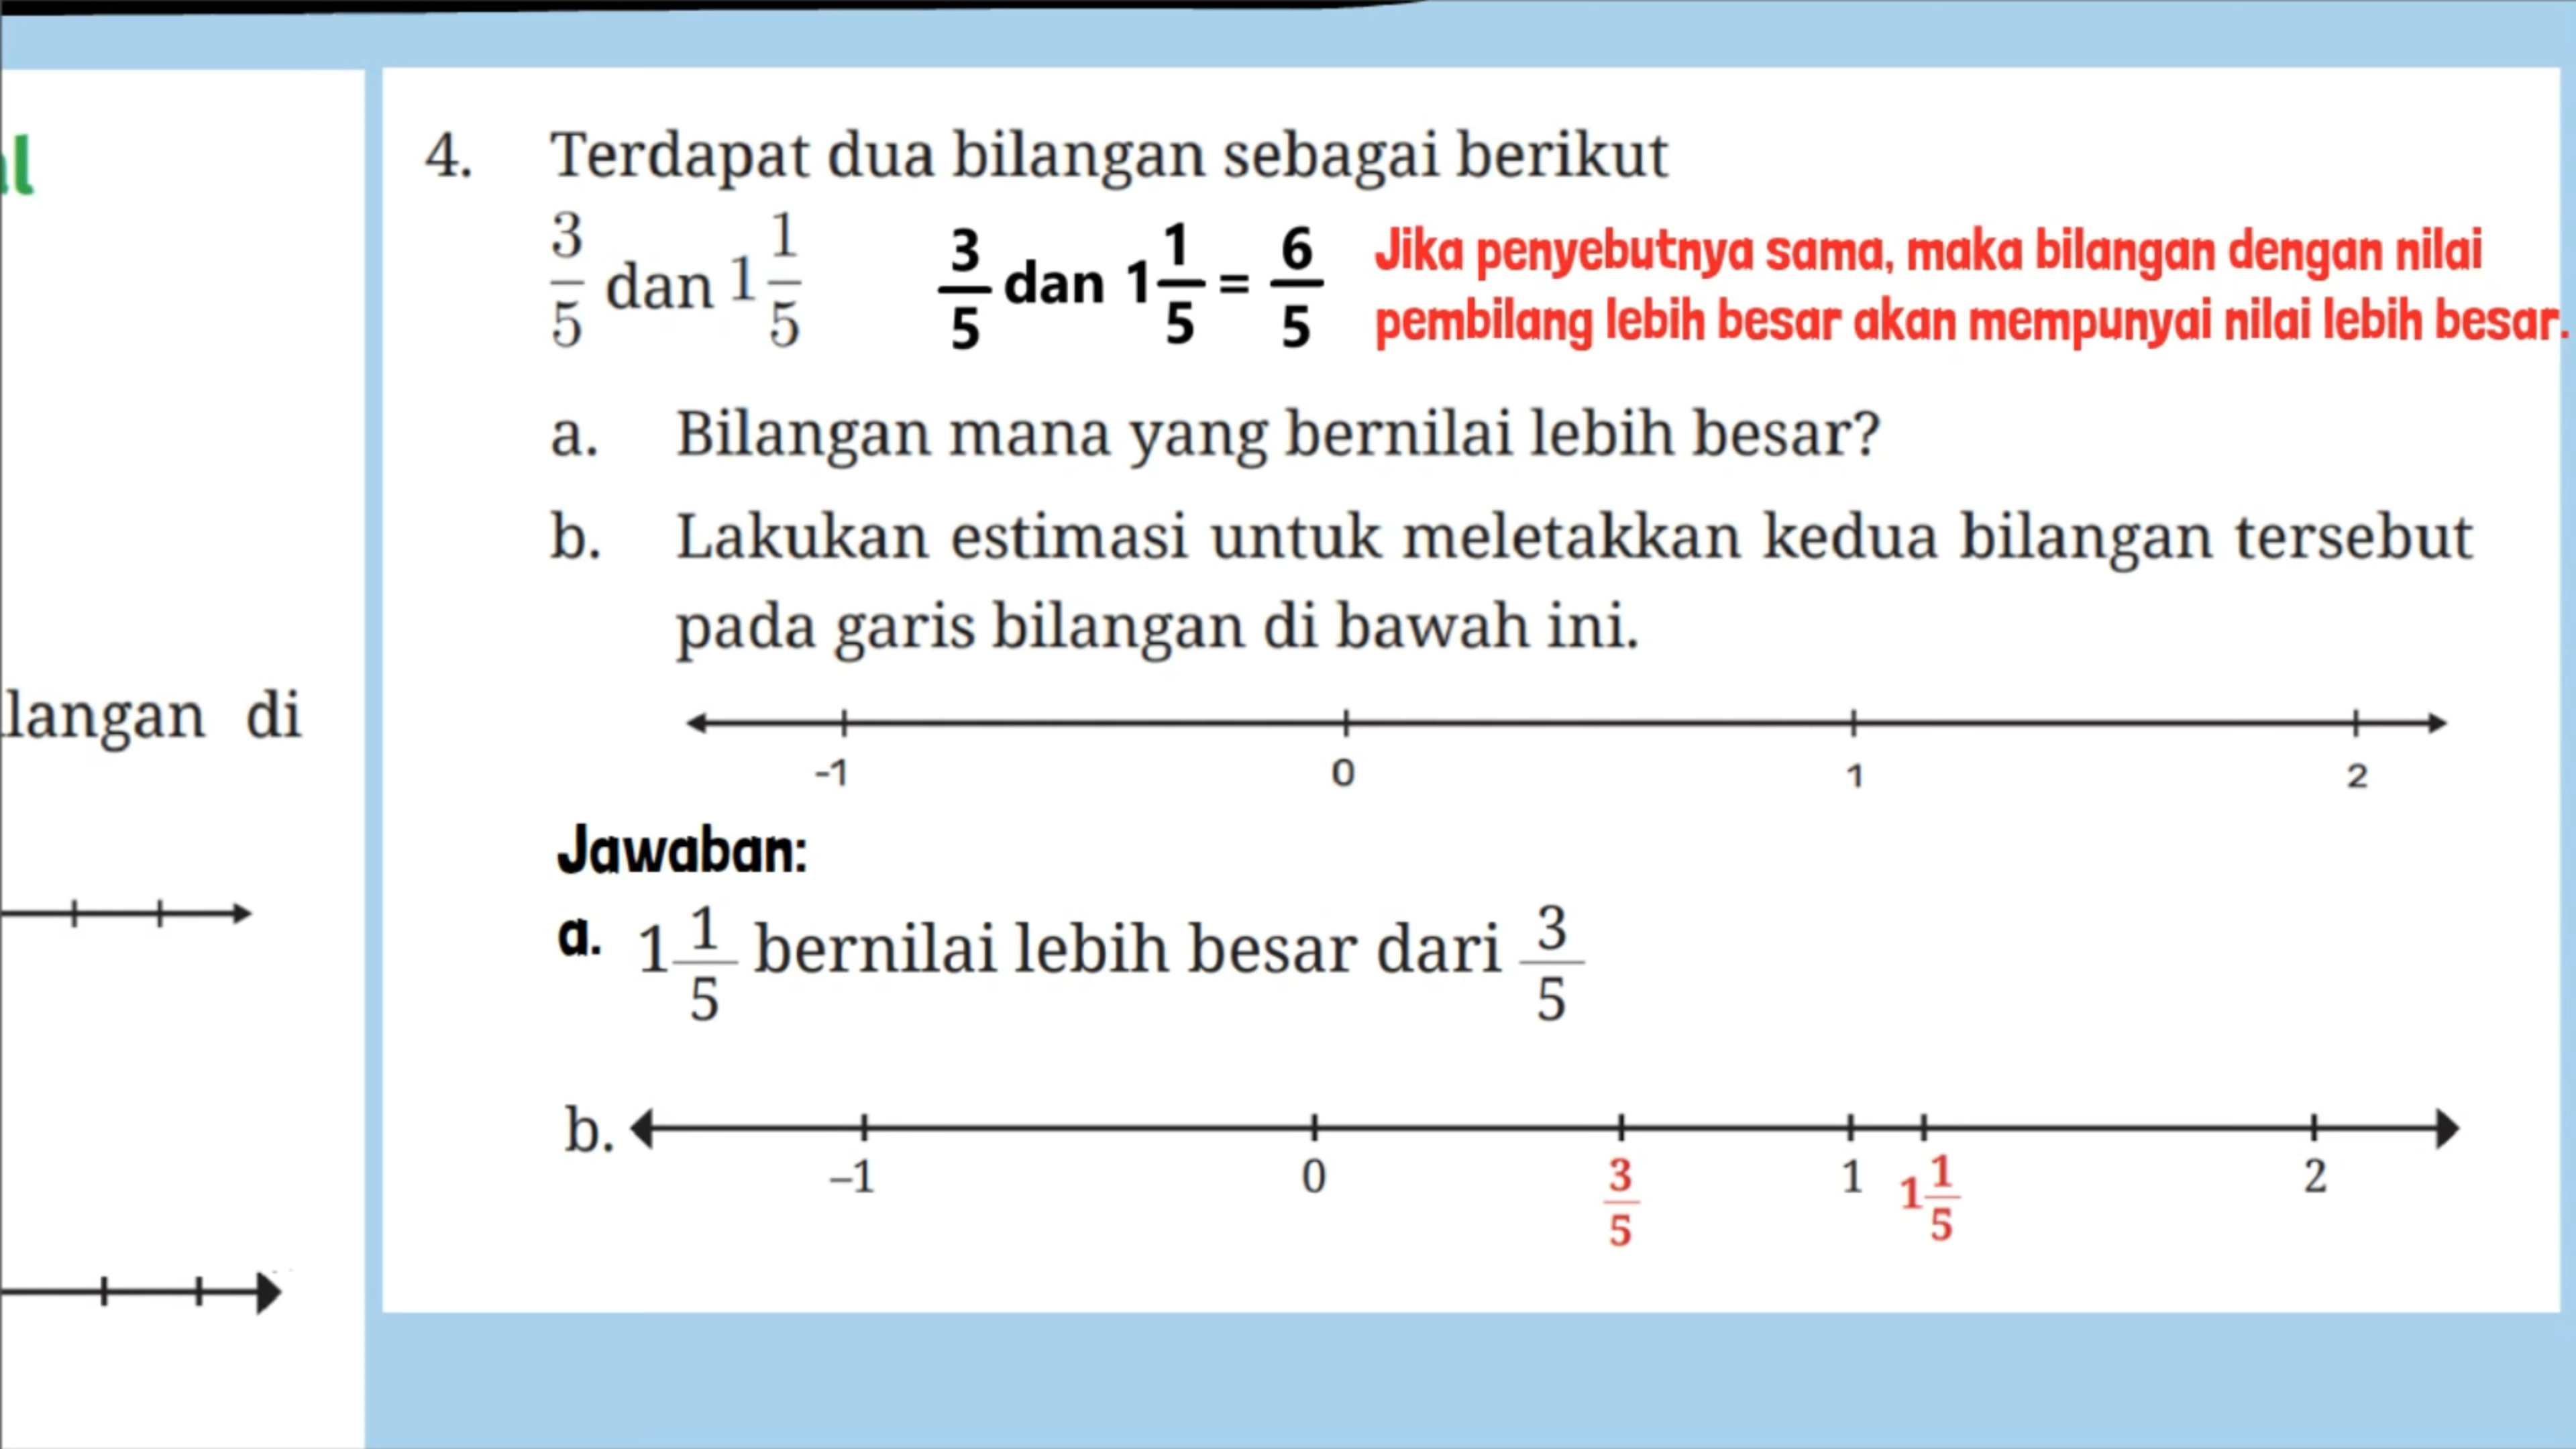 al
langan di
4. Terdapat dua bilangan sebagai berikut
3/5 dan 1 1/5 3/5 dan 1 1/5 = 6/5 Jika penyebutnya sama, maka bilangan dengan nilai
pembilang lebih besar akan mempunyai nilai lebih besar.
a. Bilangan mana yang bernilai lebih besar?
b. Lakukan estimasi untuk meletakkan kedua bilangan tersebut
pada garis bilangan di bawah ini.
-1 0 1 2
Jawaban:
a. 1 1/5 bernilai lebih besar dari 3/5
b.
–1 0 3/5 1 1 1/5 2